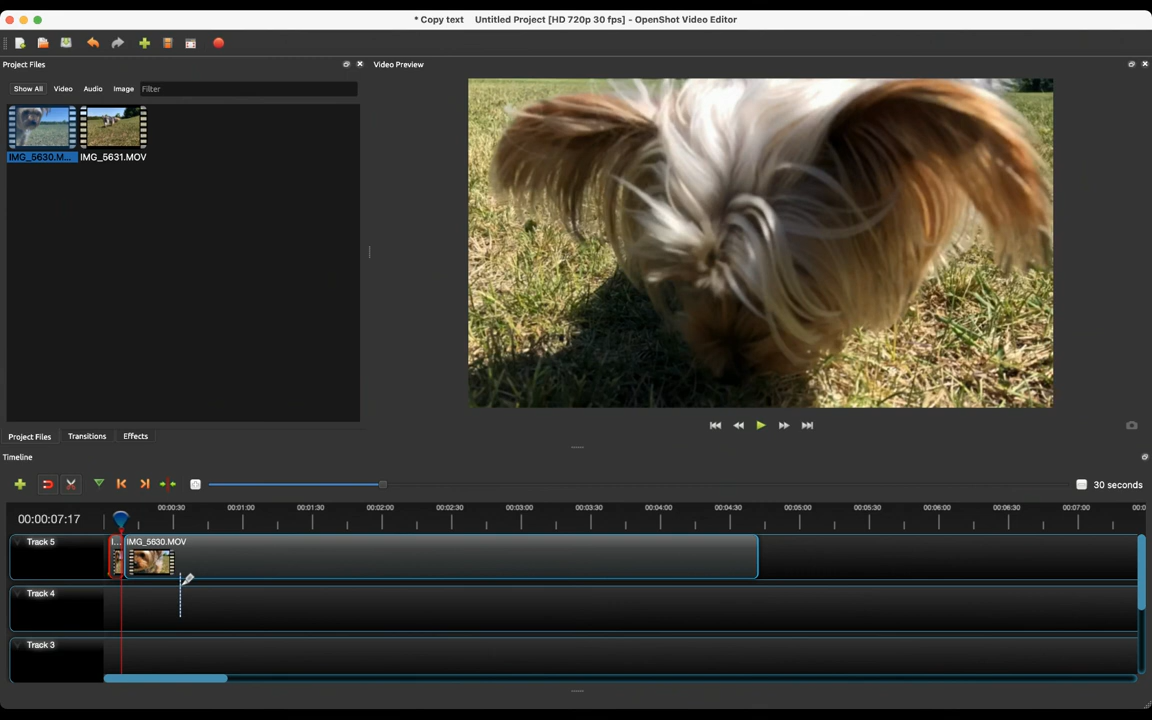 * Copy text Untitled Project [HD 720p 30 fps] - OpenShot Video Editor
Project Files
Video Preview
Show All Video Audio Image Filter
IMG_5630.M... IMG_5631.MOV
Project Files Transitions Effects
Timeline
30 seconds
00:00:07:17
00:00:30 00:01:00 00:01:30 00:02:00 00:02:30 00:03:00 00:03:30 00:04:00 00:04:30 00:05:00 00:05:30 00:06:00 00:06:30 00:07:00 00:0
Track 5
I... IMG_5630.MOV
Track 4
Track 3